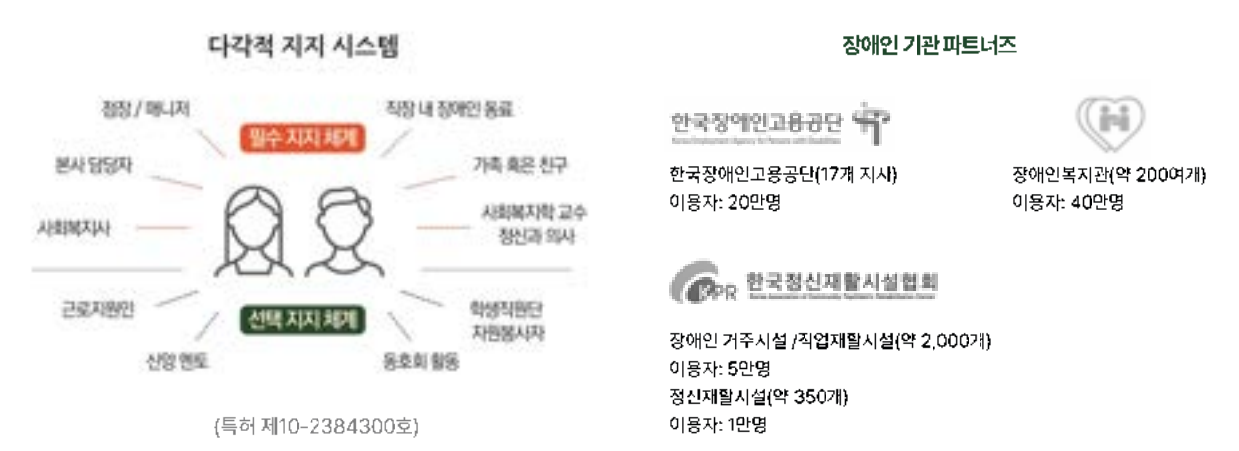 다각적 지지 시스템
점장 / 매니저
직장 내 장애인 동료
필수 지지 체계
본사 담당자
가족 혹은 친구
사회복지사
사회복지학 교수
정신과 의사
근로지원인
선택 지지 체계
학생직원단
자원봉사자
신앙 멘토
동호회 활동
(특허 제10-2384300호)
장애인 기관 파트너즈
한국장애인고용공단
Korea Employment Agency for Persons with Disabilities
한국장애인고용공단(17개 지사)
이용자: 20만명
장애인복지관(약 200여개)
이용자: 40만명
KPR 한국정신재활시설협회
장애인 거주시설 /직업재활시설(약 2,000개)
이용자: 5만명
정신재활시설(약 350개)
이용자: 1만명